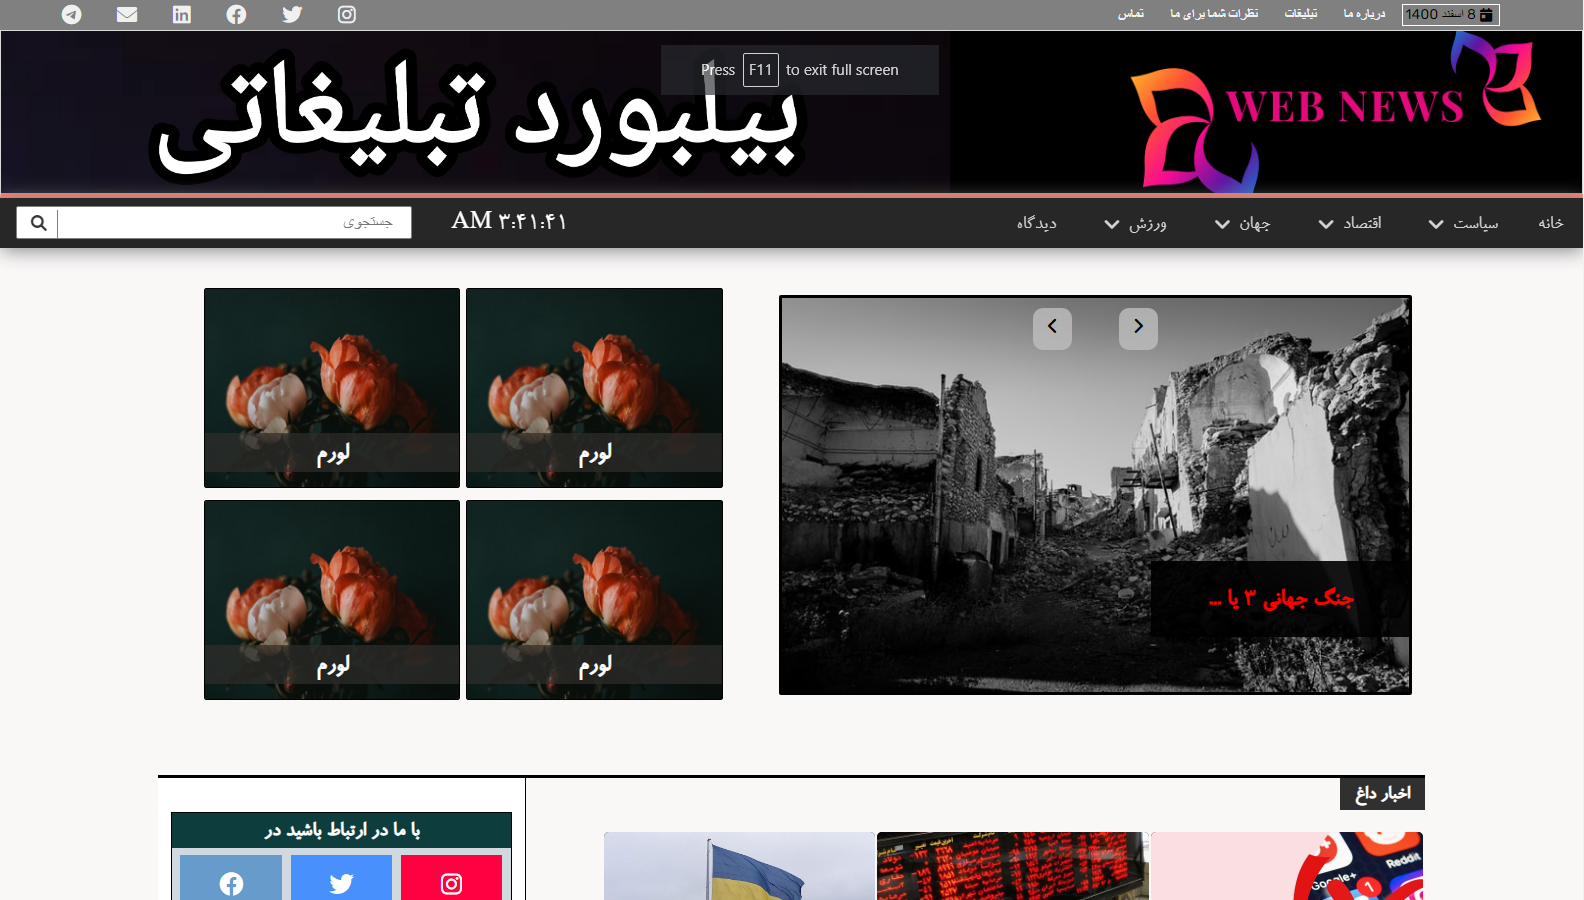 8 اسفند 1400 درباره ما تبلیغات نظرات شما برای ما تماس
Press F11 to exit full screen
WEB NEWS
بیلبورد تبلیغاتی
خانه سیاست اقتصاد جهان ورزش دیدگاه
۳:۴۱:۴۱ AM
جستجوی
جنگ جهانی ۳ یا ...
لورم
لورم
لورم
لورم
اخبار داغ
با ما در ارتباط باشید در
Google+
Reddit
1